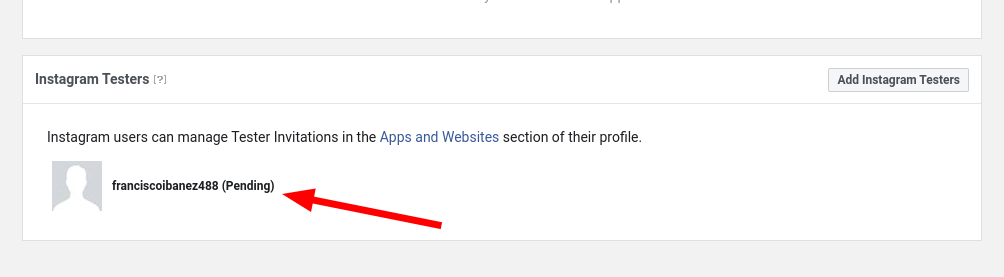 Instagram Testers [?]
Add Instagram Testers
Instagram users can manage Tester Invitations in the Apps and Websites section of their profile.
franciscoibanez488 (Pending)